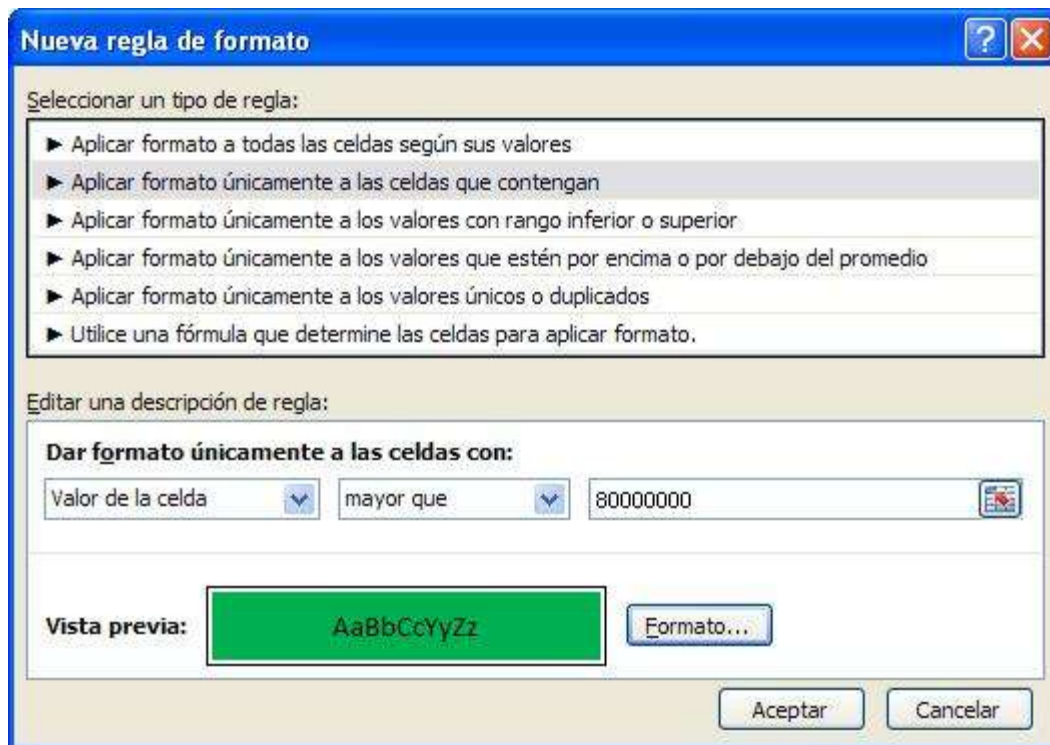 Nueva regla de formato
Seleccionar un tipo de regla:
► Aplicar formato a todas las celdas según sus valores
► Aplicar formato únicamente a las celdas que contengan
► Aplicar formato únicamente a los valores con rango inferior o superior
► Aplicar formato únicamente a los valores que estén por encima o por debajo del promedio
► Aplicar formato únicamente a los valores únicos o duplicados
► Utilice una fórmula que determine las celdas para aplicar formato.
Editar una descripción de regla:
Dar formato únicamente a las celdas con:
Valor de la celda mayor que 80000000
Vista previa: AaBbCcYyZz Formato...
Aceptar Cancelar